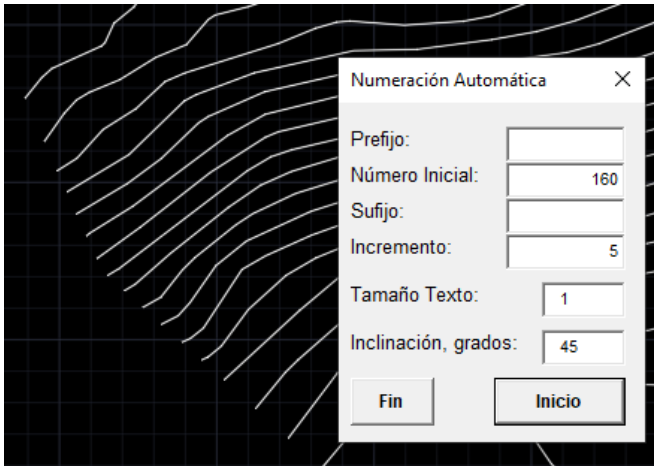 Numeración Automática
Prefijo:
Número Inicial: 160
Sufijo:
Incremento: 5
Tamaño Texto: 1
Inclinación, grados: 45
Fin Inicio